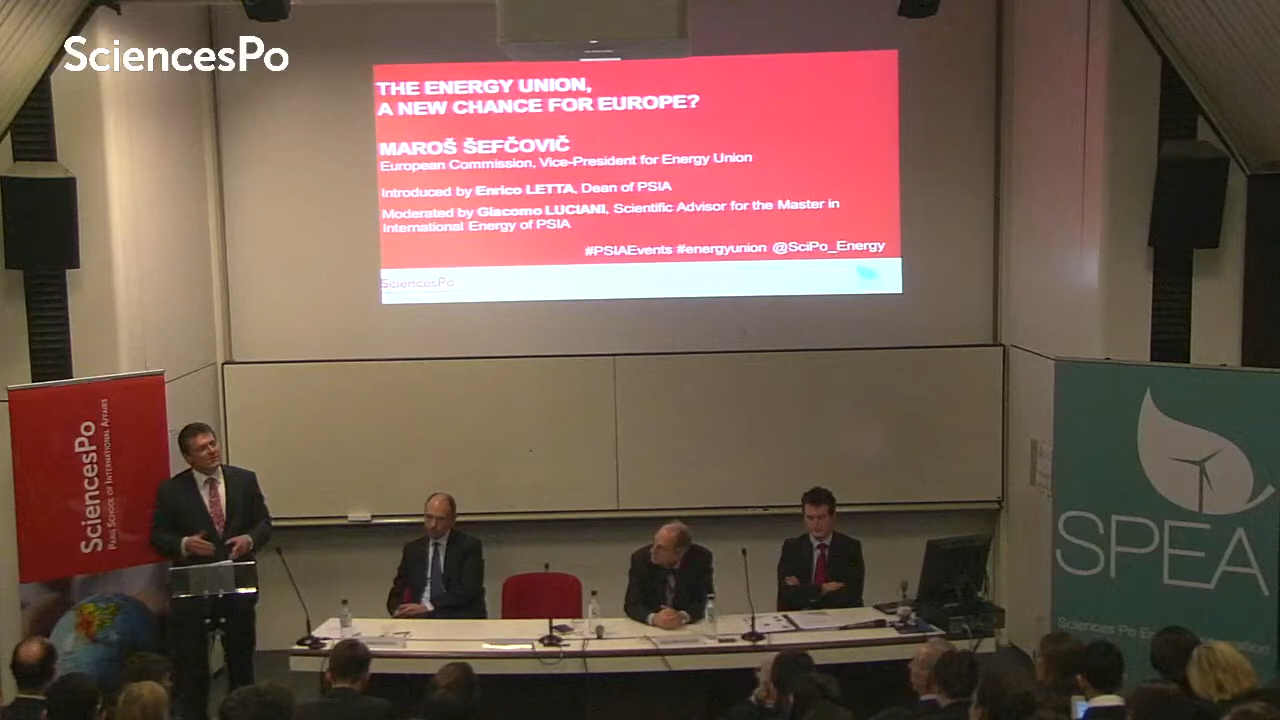 SciencesPo
THE ENERGY UNION,
A NEW CHANCE FOR EUROPE?
MAROŠ ŠEFČOVIČ
European Commission, Vice-President for Energy Union
Introduced by Enrico LETTA, Dean of PSIA
Moderated by Giacomo LUCIANI, Scientific Advisor for the Master in
International Energy of PSIA
#PSIAEvents #energyunion @SciPo_Energy
SciencesPo
SciencesPo
PARIS SCHOOL OF INTERNATIONAL AFFAIRS
SPEA
Sciences Po